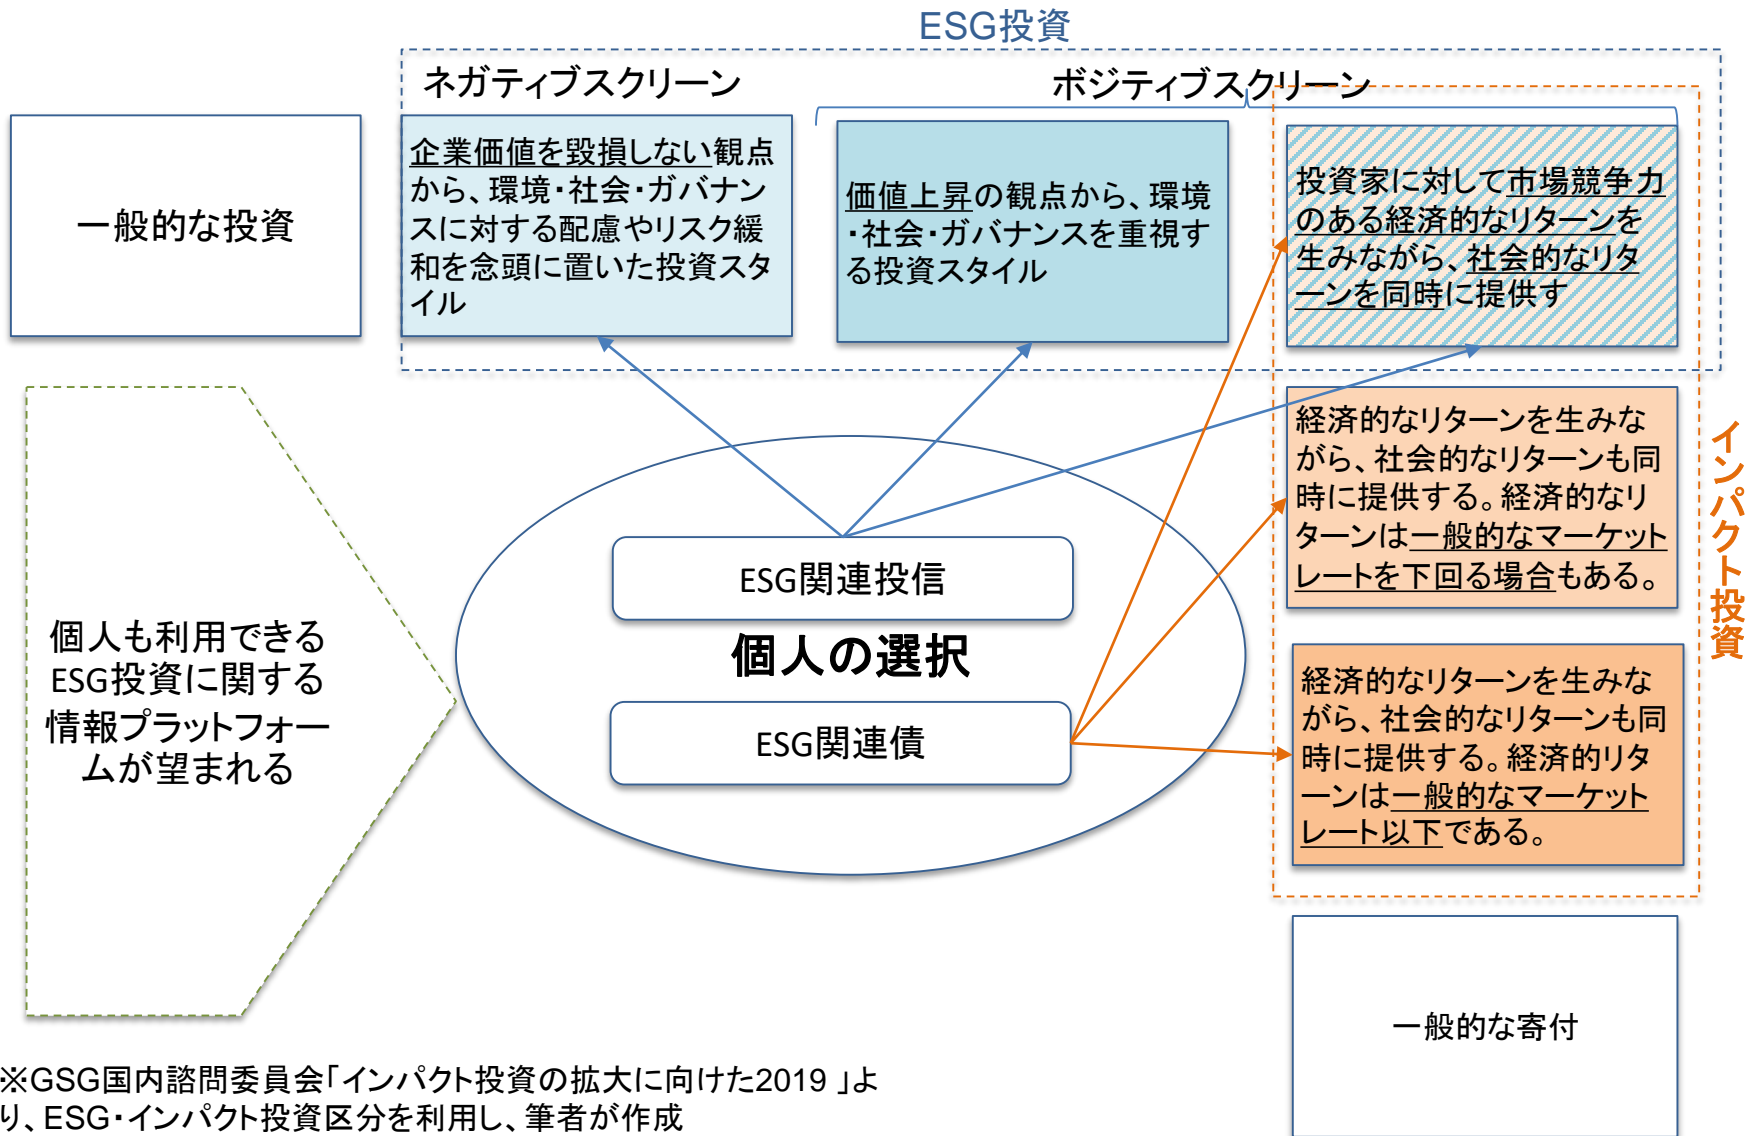 ESG投資
ネガティブスクリーン
ボジティブスクリーン
一般的な投資
企業価値を毀損しない観点
から、環境・社会・ガバナン
スに対する配慮やリスク緩
和を念頭に置いた投資スタ
イル
価値上昇の観点から、環境
・社会・ガバナンスを重視す
る投資スタイル
投資家に対して市場競争力
のある経済的なリターンを
生みながら、社会的なリタ
ーンを同時に提供す
経済的なリターンを生みな
がら、社会的なリターンも同
時に提供する。経済的なリ
ターンは一般的なマーケット
レートを下回る場合もある。
インパクト投資
個人も利用できる
ESG投資に関する
情報プラットフォー
ムが望まれる
ESG関連投信
個人の選択
ESG関連債
経済的なリターンを生みな
がら、社会的なリターンも同
時に提供する。経済的リタ
ーンは一般的なマーケット
レート以下である。
一般的な寄付
※GSG国内諮問委員会「インパクト投資の拡大に向けた2019 」よ
り、ESG・インパクト投資区分を利用し、筆者が作成